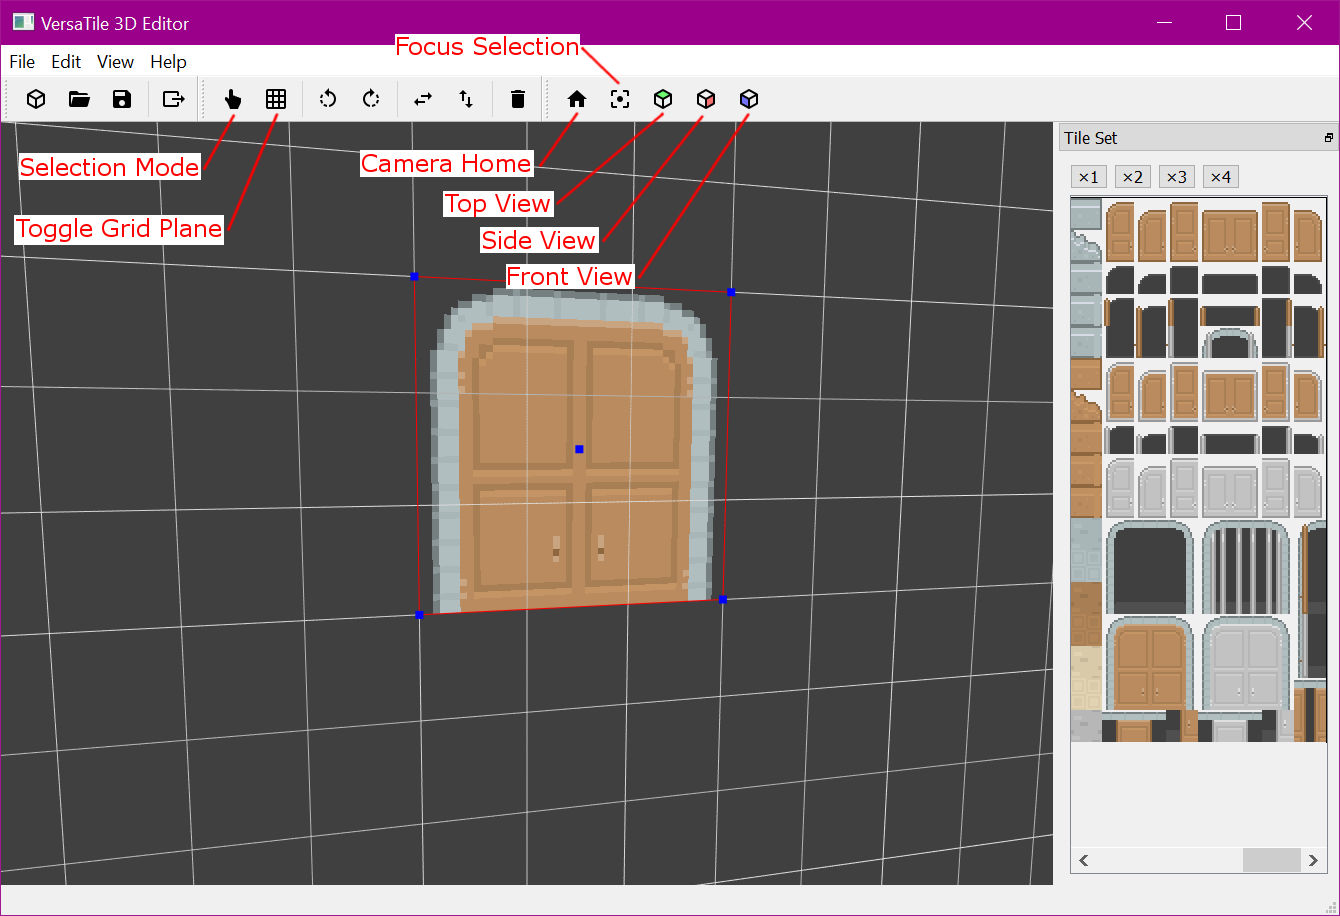 VersaTile 3D Editor
Focus Selection
File Edit View Help
Tile Set
Selection Mode
Camera Home
×1 ×2 ×3 ×4
Top View
Toggle Grid Plane
Side View
Front View